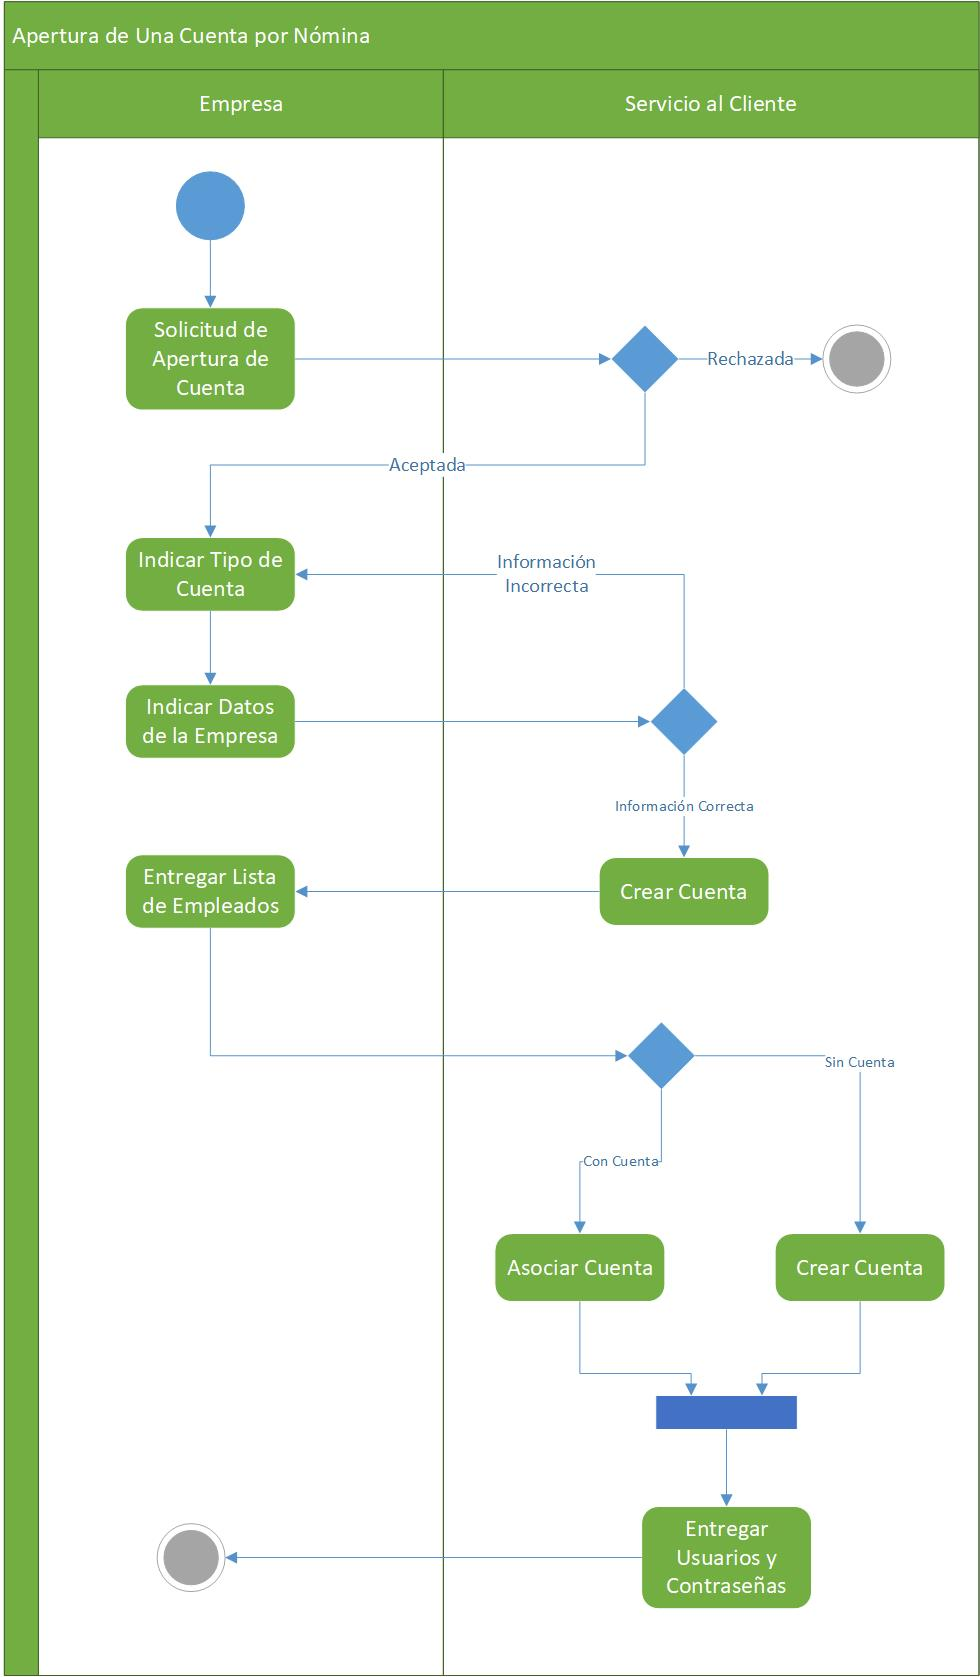 Apertura de Una Cuenta por Nómina
Empresa
Servicio al Cliente
Solicitud de
Apertura de
Cuenta
Rechazada
Aceptada
Indicar Tipo de
Cuenta
Información
Incorrecta
Indicar Datos
de la Empresa
Información Correcta
Entregar Lista
de Empleados
Crear Cuenta
Sin Cuenta
Con Cuenta
Asociar Cuenta
Crear Cuenta
Entregar
Usuarios y
Contraseñas